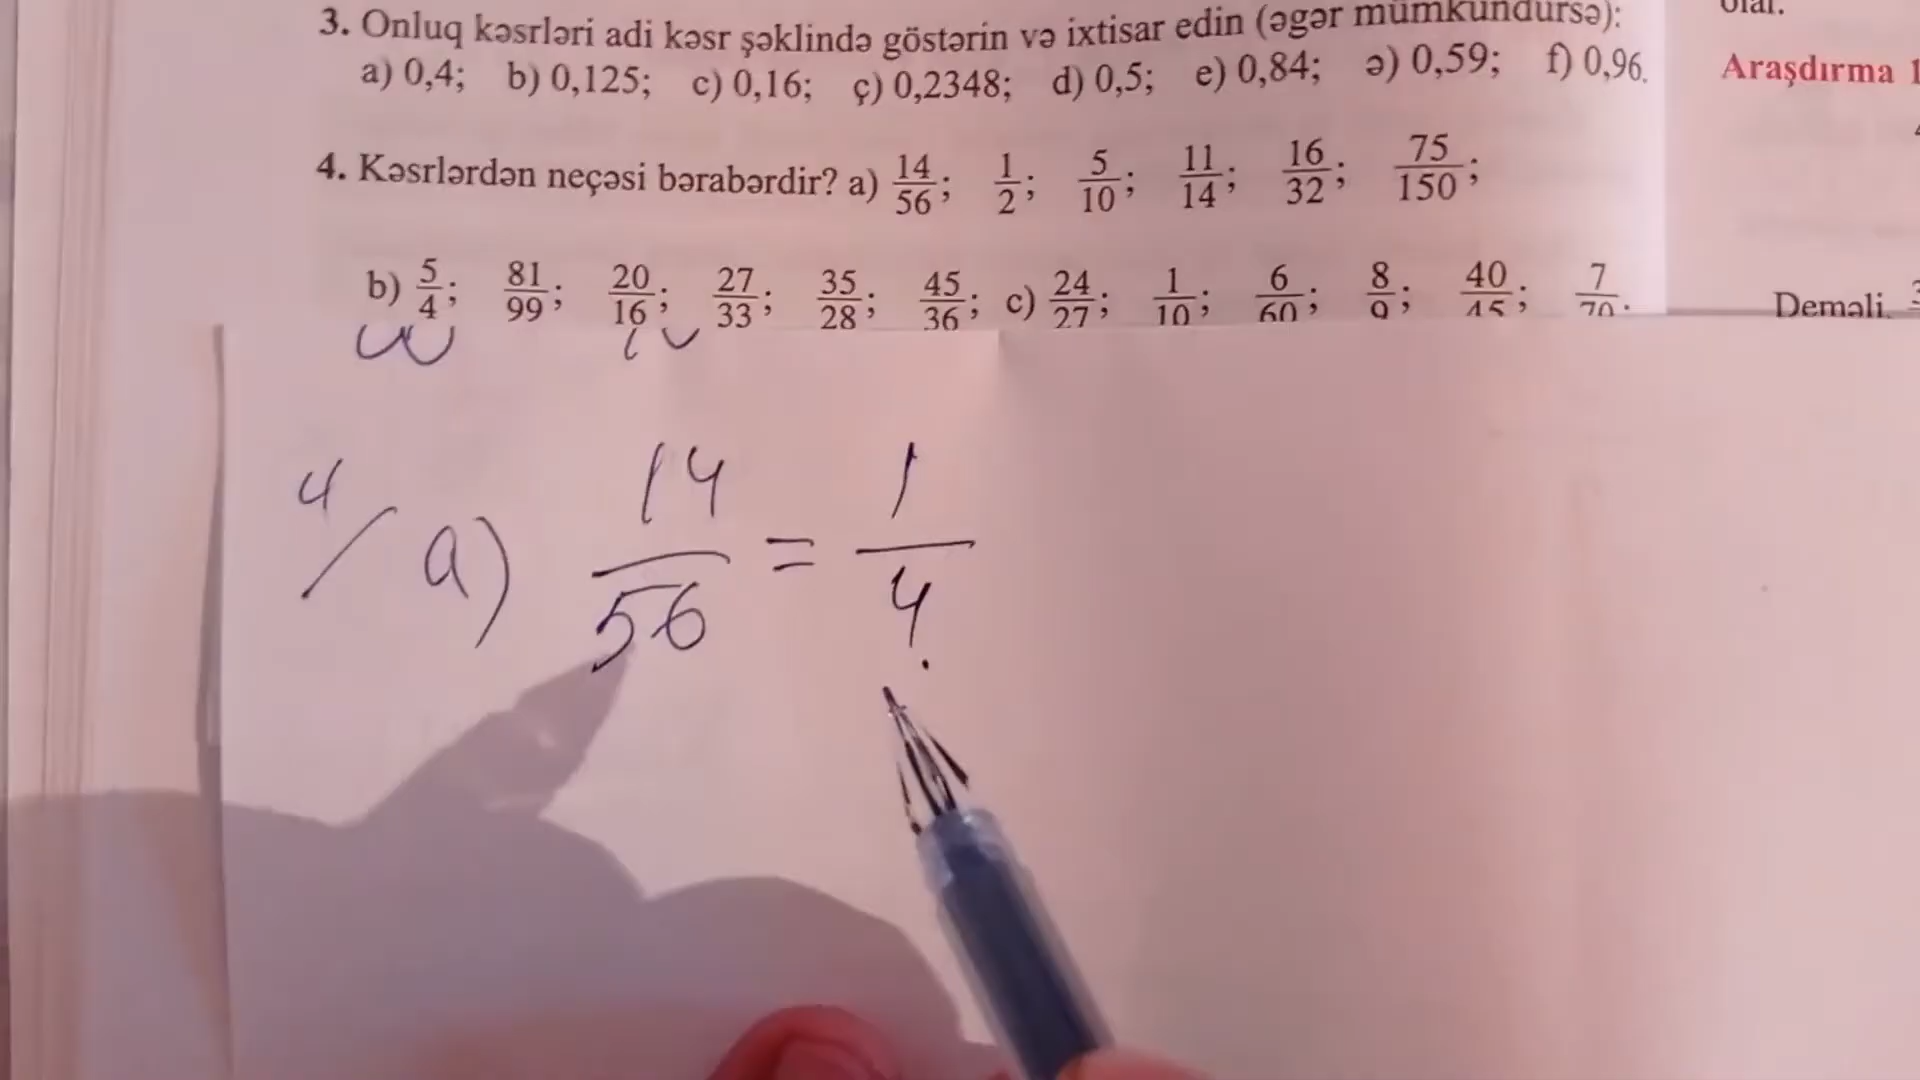 3. Onluq kəsrləri adi kəsr şəklində göstərin və ixtisar edin (əgər mümkündürsə):
a) 0,4; b) 0,125; c) 0,16; ç) 0,2348; d) 0,5; e) 0,84; ə) 0,59; f) 0,96.
4. Kəsrlərdən neçəsi bərabərdir? a) 14/56; 1/2; 5/10; 11/14; 16/32; 75/150;
b) 5/4; 81/99; 20/16; 27/33; 35/28; 45/36; c) 24/27; 1/10; 6/60; 8/9; 40/45; 7/70.
olar.
Araşdırma 1
Deməli,
4/ a) 14/56 = 1/4